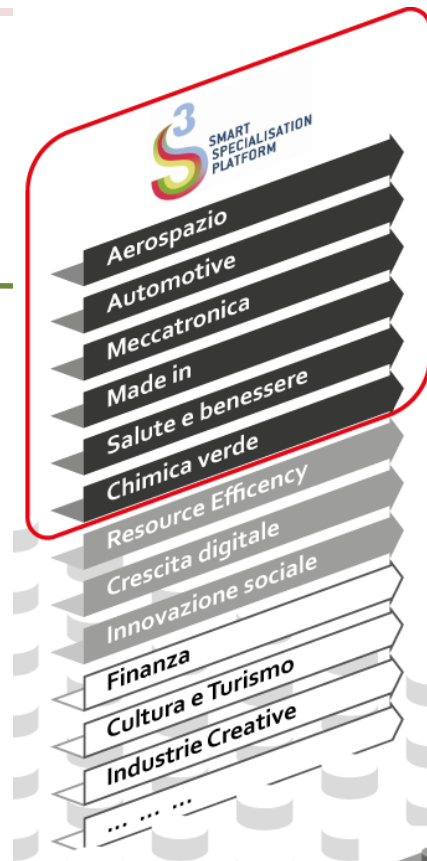 S3
SMART
SPECIALISATION
PLATFORM
Aerospazio
Automotive
Meccatronica
Made in
Salute e benessere
Chimica verde
Resource Efficency
Crescita digitale
Innovazione sociale
Finanza
Cultura e Turismo
Industrie Creative
... ... ...